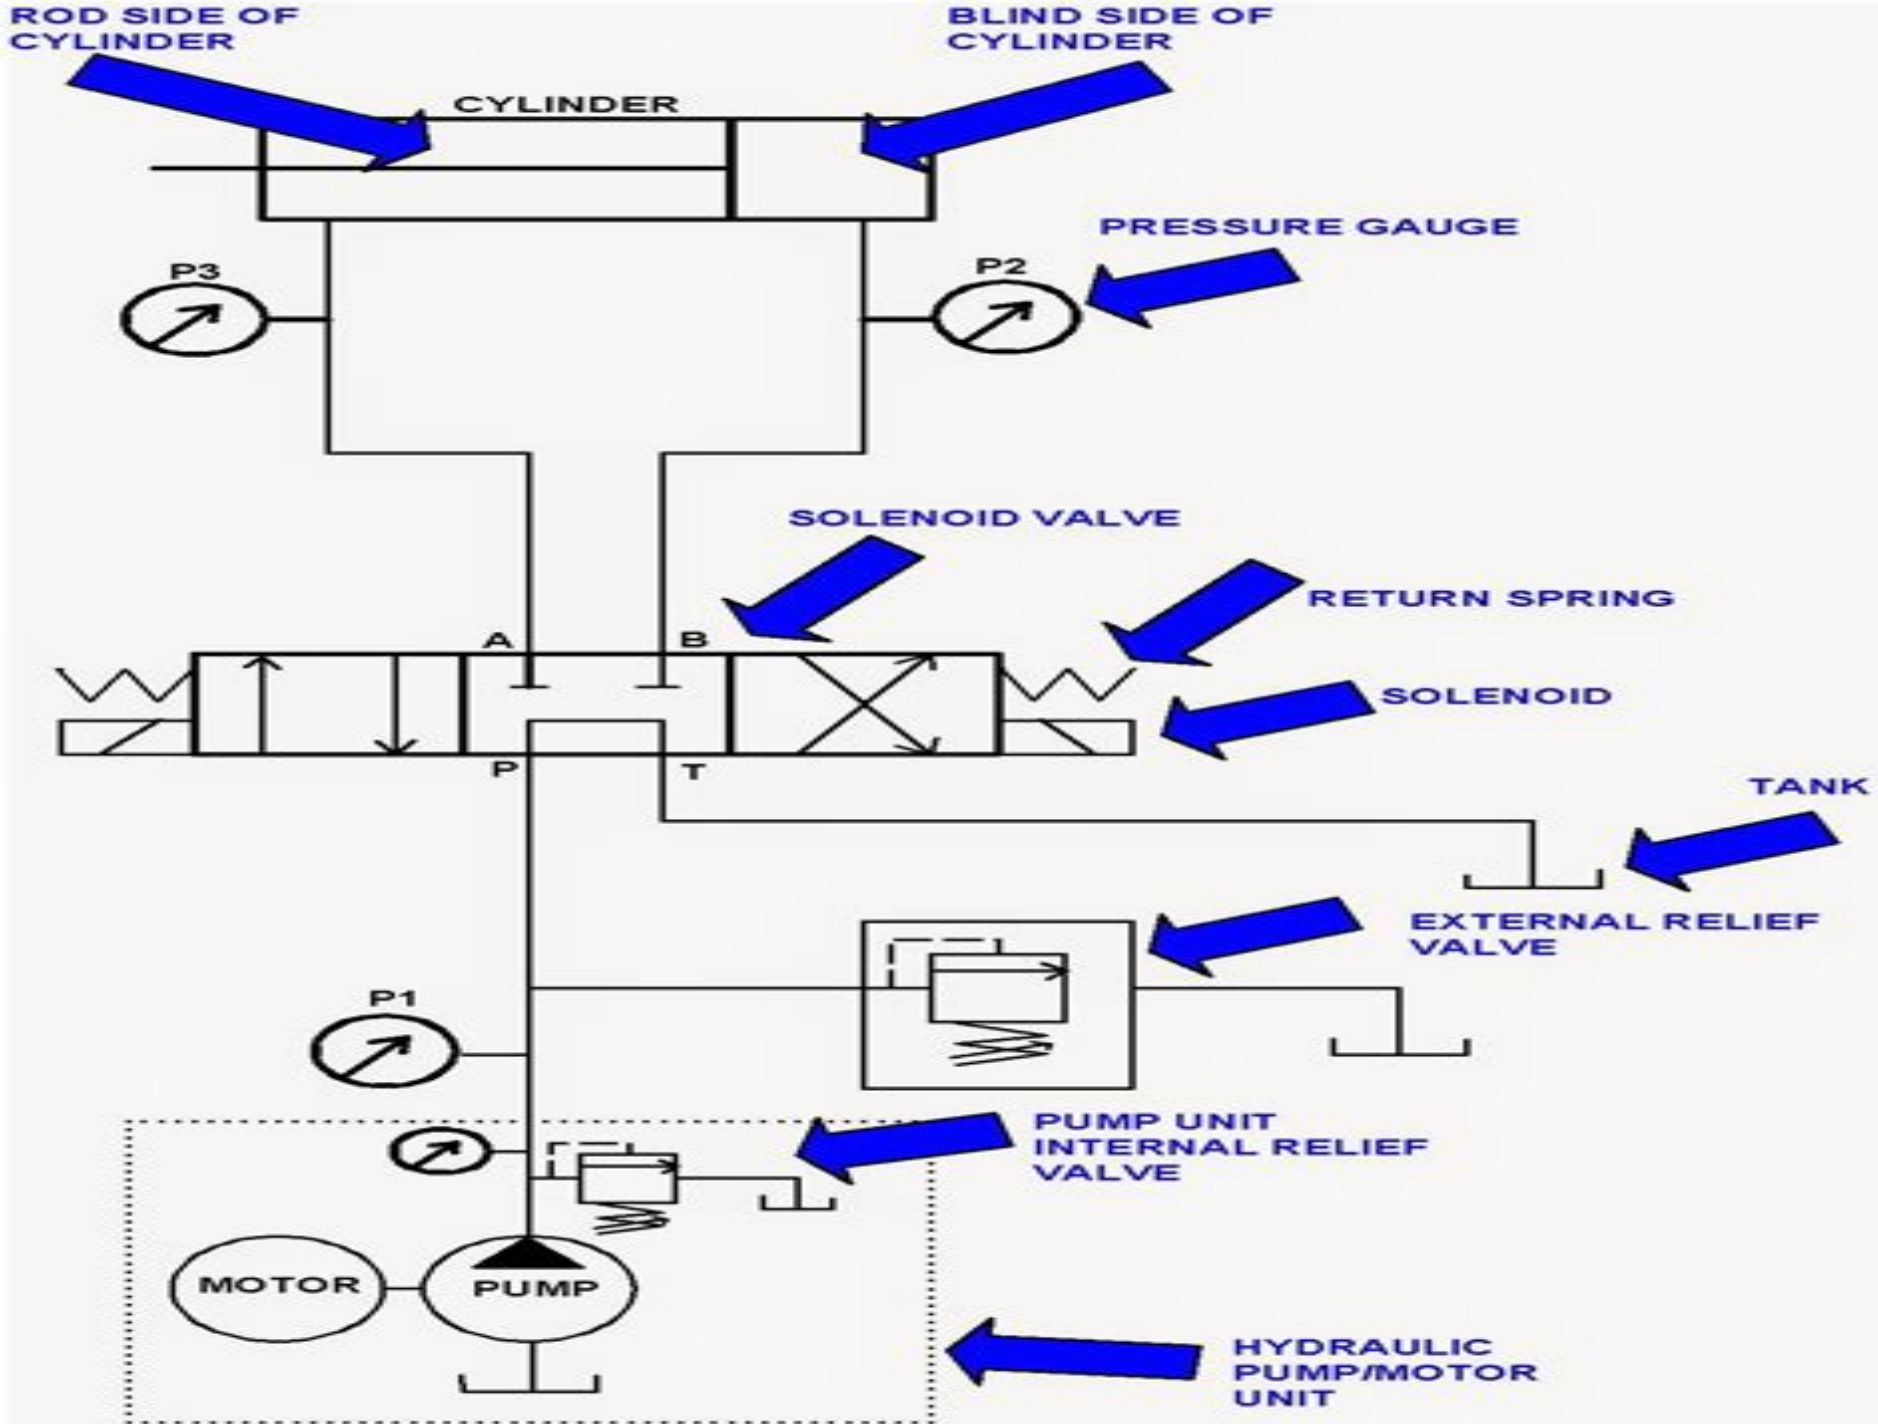 ROD SIDE OF
CYLINDER
BLIND SIDE OF
CYLINDER
CYLINDER
PRESSURE GAUGE
P3
P2
SOLENOID VALVE
RETURN SPRING
A
B
SOLENOID
P
T
TANK
EXTERNAL RELIEF
VALVE
P1
PUMP UNIT
INTERNAL RELIEF
VALVE
MOTOR
PUMP
HYDRAULIC
PUMP/MOTOR
UNIT